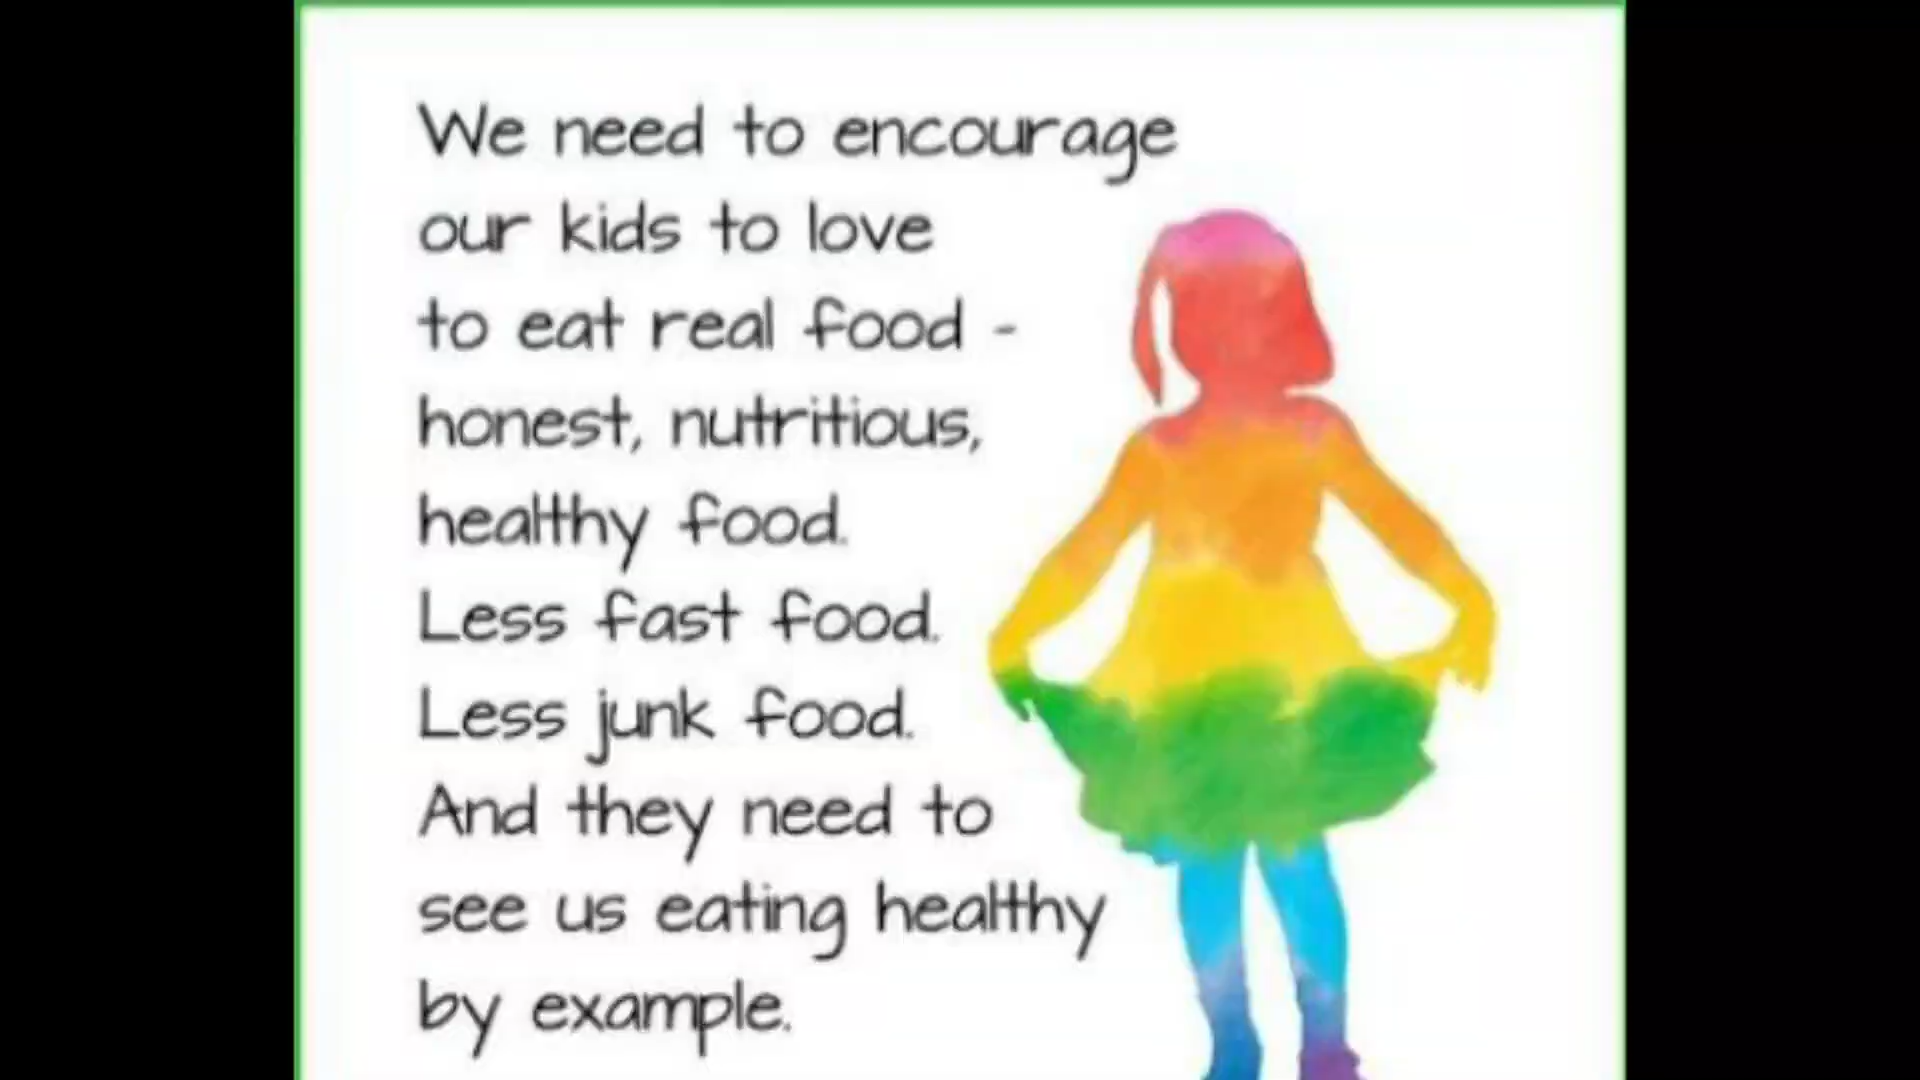 We need to encourage
our kids to love
to eat real food -
honest, nutritious,
healthy food.
Less fast food.
Less junk food.
And they need to
see us eating healthy
by example.